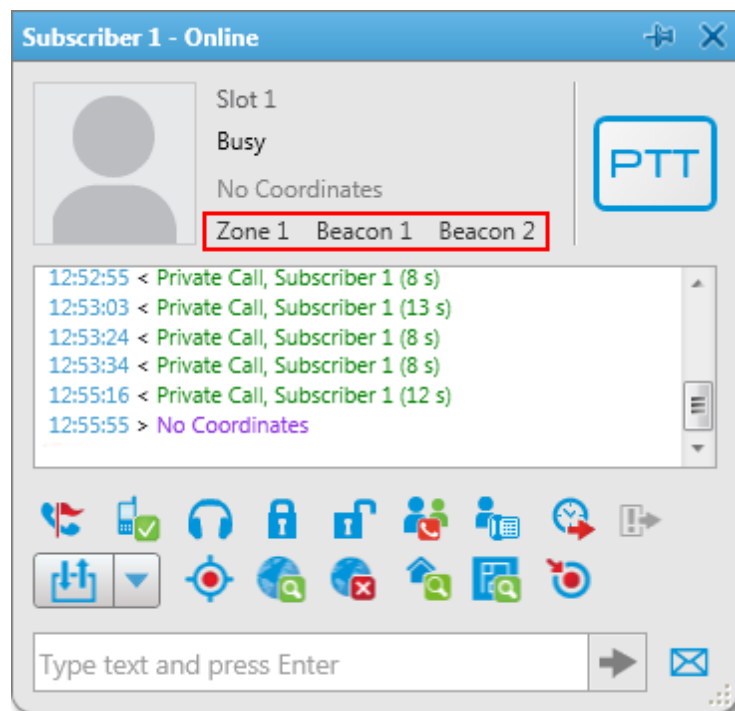 Subscriber 1 - Online
Slot 1
Busy
PTT
No Coordinates
Zone 1 Beacon 1 Beacon 2
12:52:55 < Private Call, Subscriber 1 (8 s)
12:53:03 < Private Call, Subscriber 1 (13 s)
12:53:24 < Private Call, Subscriber 1 (8 s)
12:53:34 < Private Call, Subscriber 1 (8 s)
12:55:16 < Private Call, Subscriber 1 (12 s)
12:55:55 > No Coordinates
Type text and press Enter